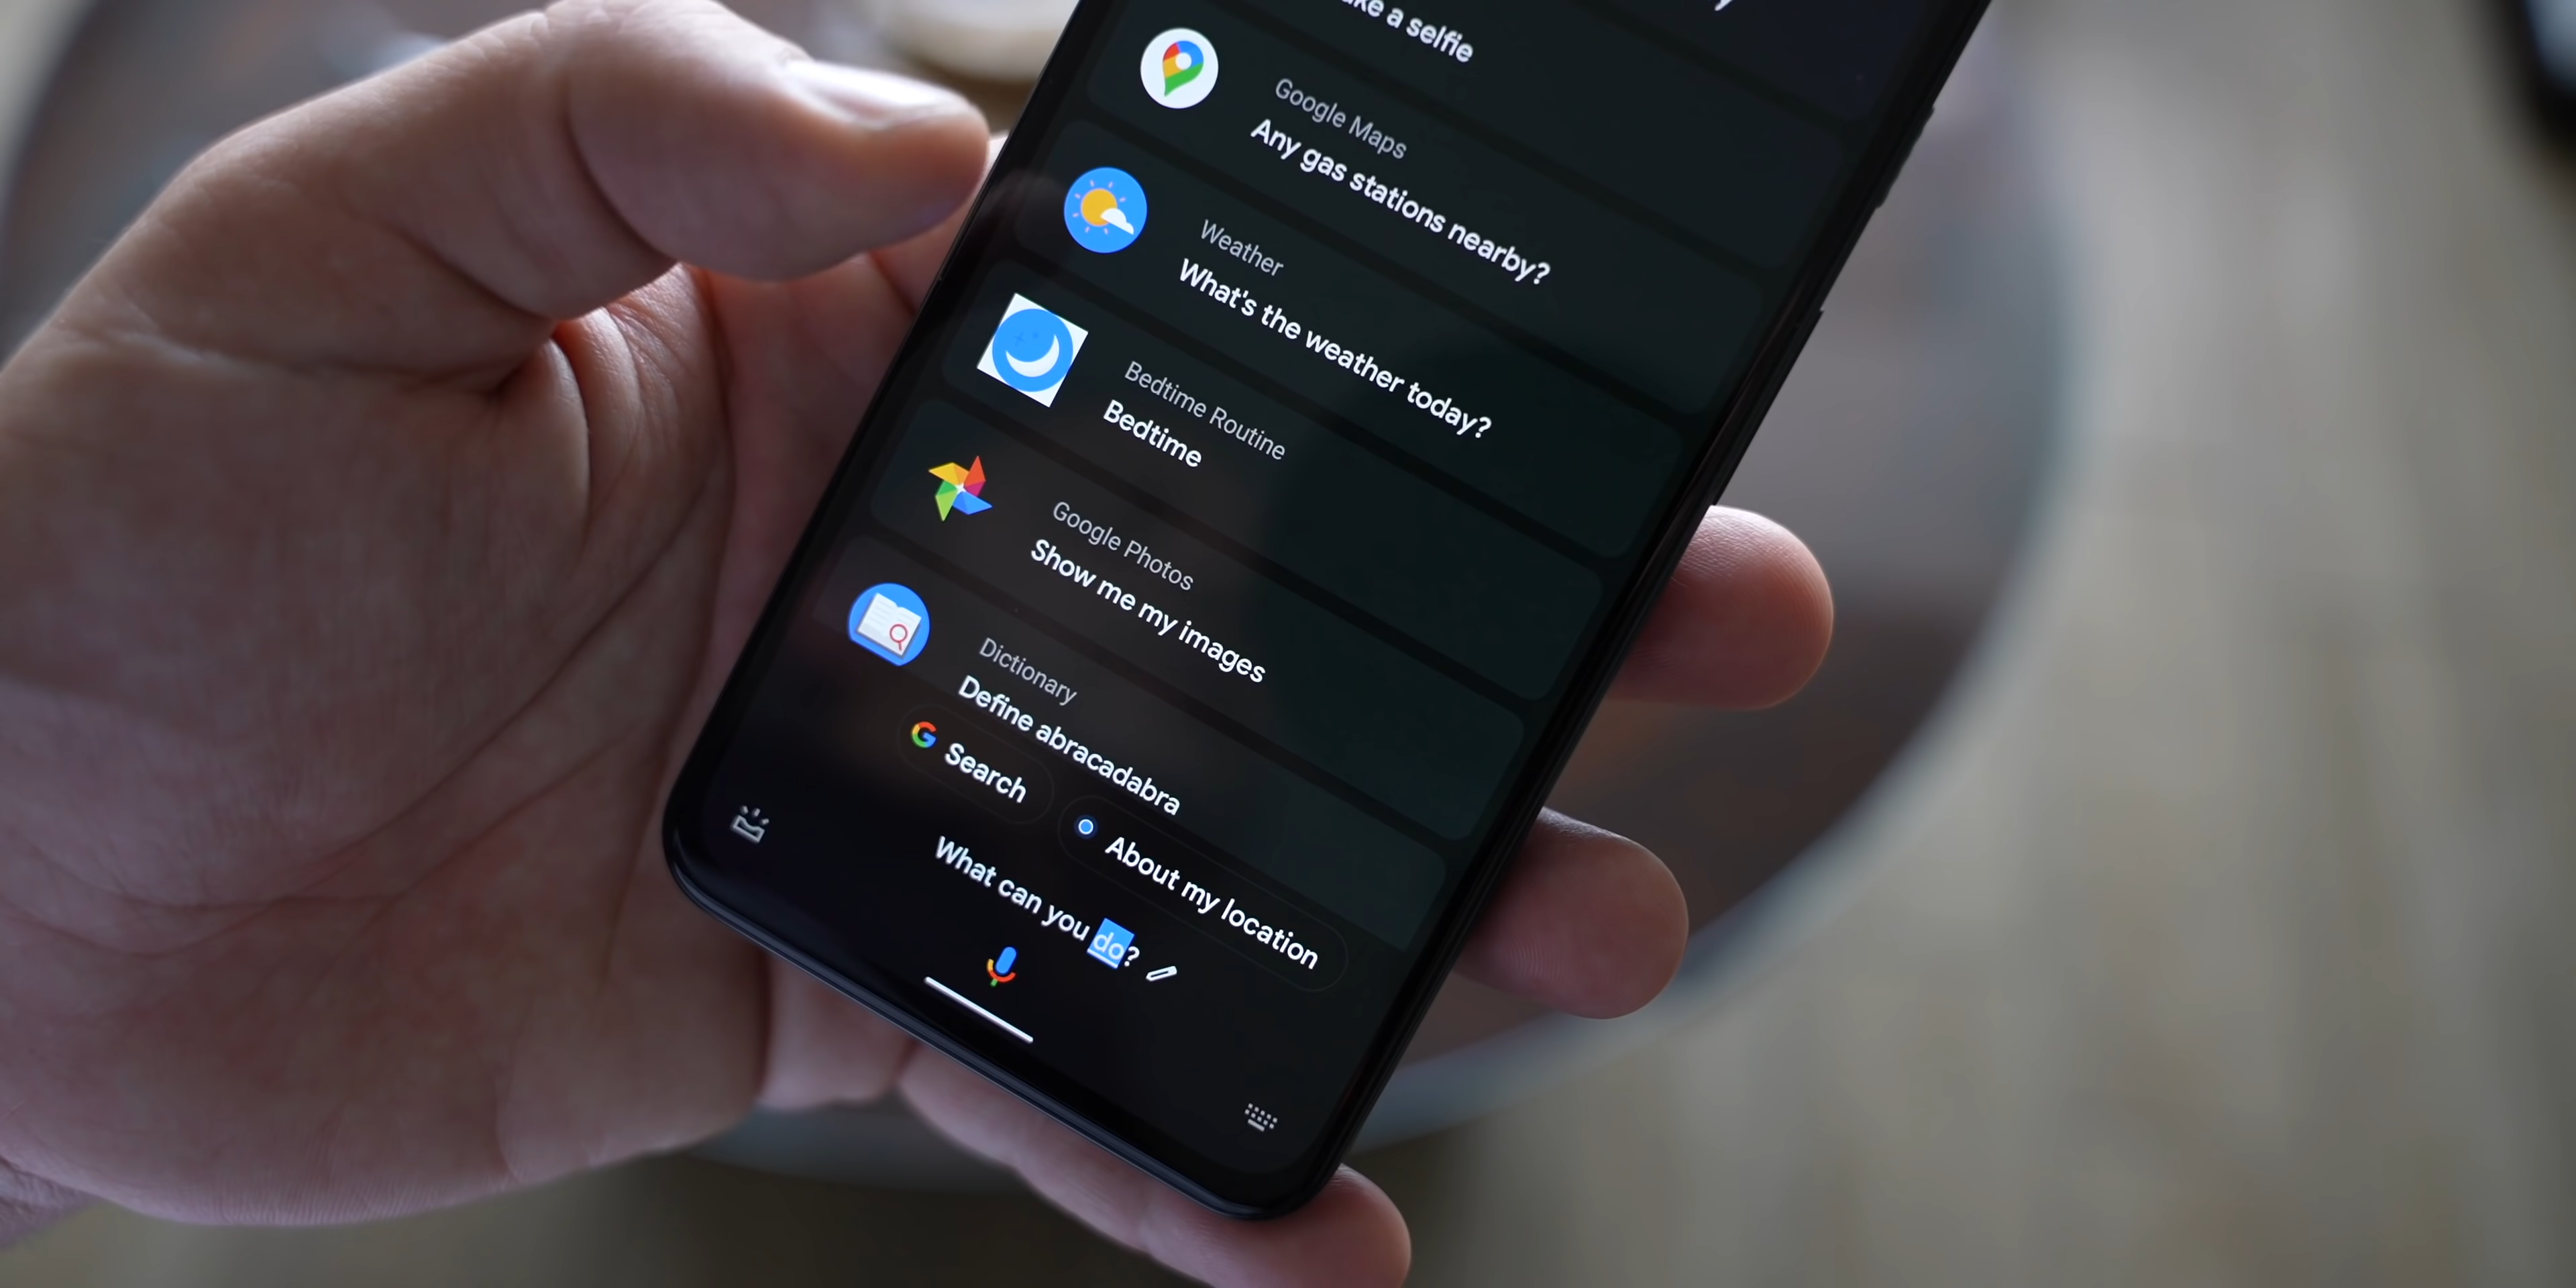 a selfie
Google Maps
Any gas stations nearby?
Weather
What's the weather today?
Bedtime Routine
Bedtime
Google Photos
Show me my images
Dictionary
Define abracadabra
G Search
About my location
What can you do?